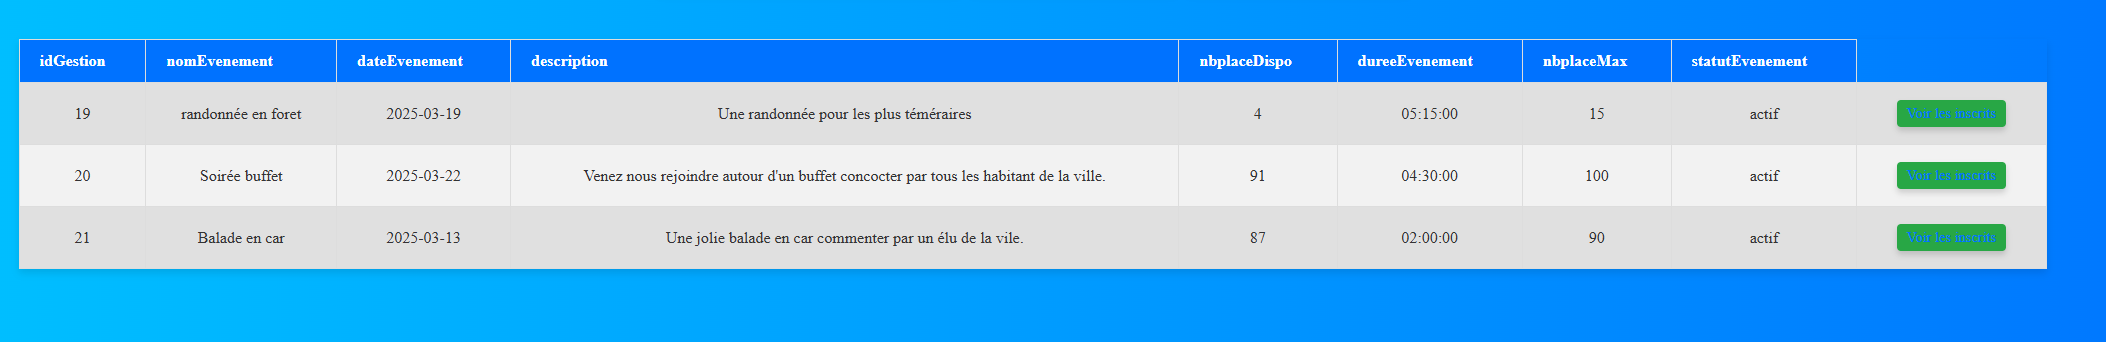 idGestion nomEvenement dateEvenement description nbplaceDispo dureeEvenement nbplaceMax statutEvenement
19 randonnée en foret 2025-03-19 Une randonnée pour les plus téméraires 4 05:15:00 15 actif Voir les inscrits
20 Soirée buffet 2025-03-22 Venez nous rejoindre autour d'un buffet concocter par tous les habitant de la ville. 91 04:30:00 100 actif Voir les inscrits
21 Balade en car 2025-03-13 Une jolie balade en car commenter par un élu de la vile. 87 02:00:00 90 actif Voir les inscrits